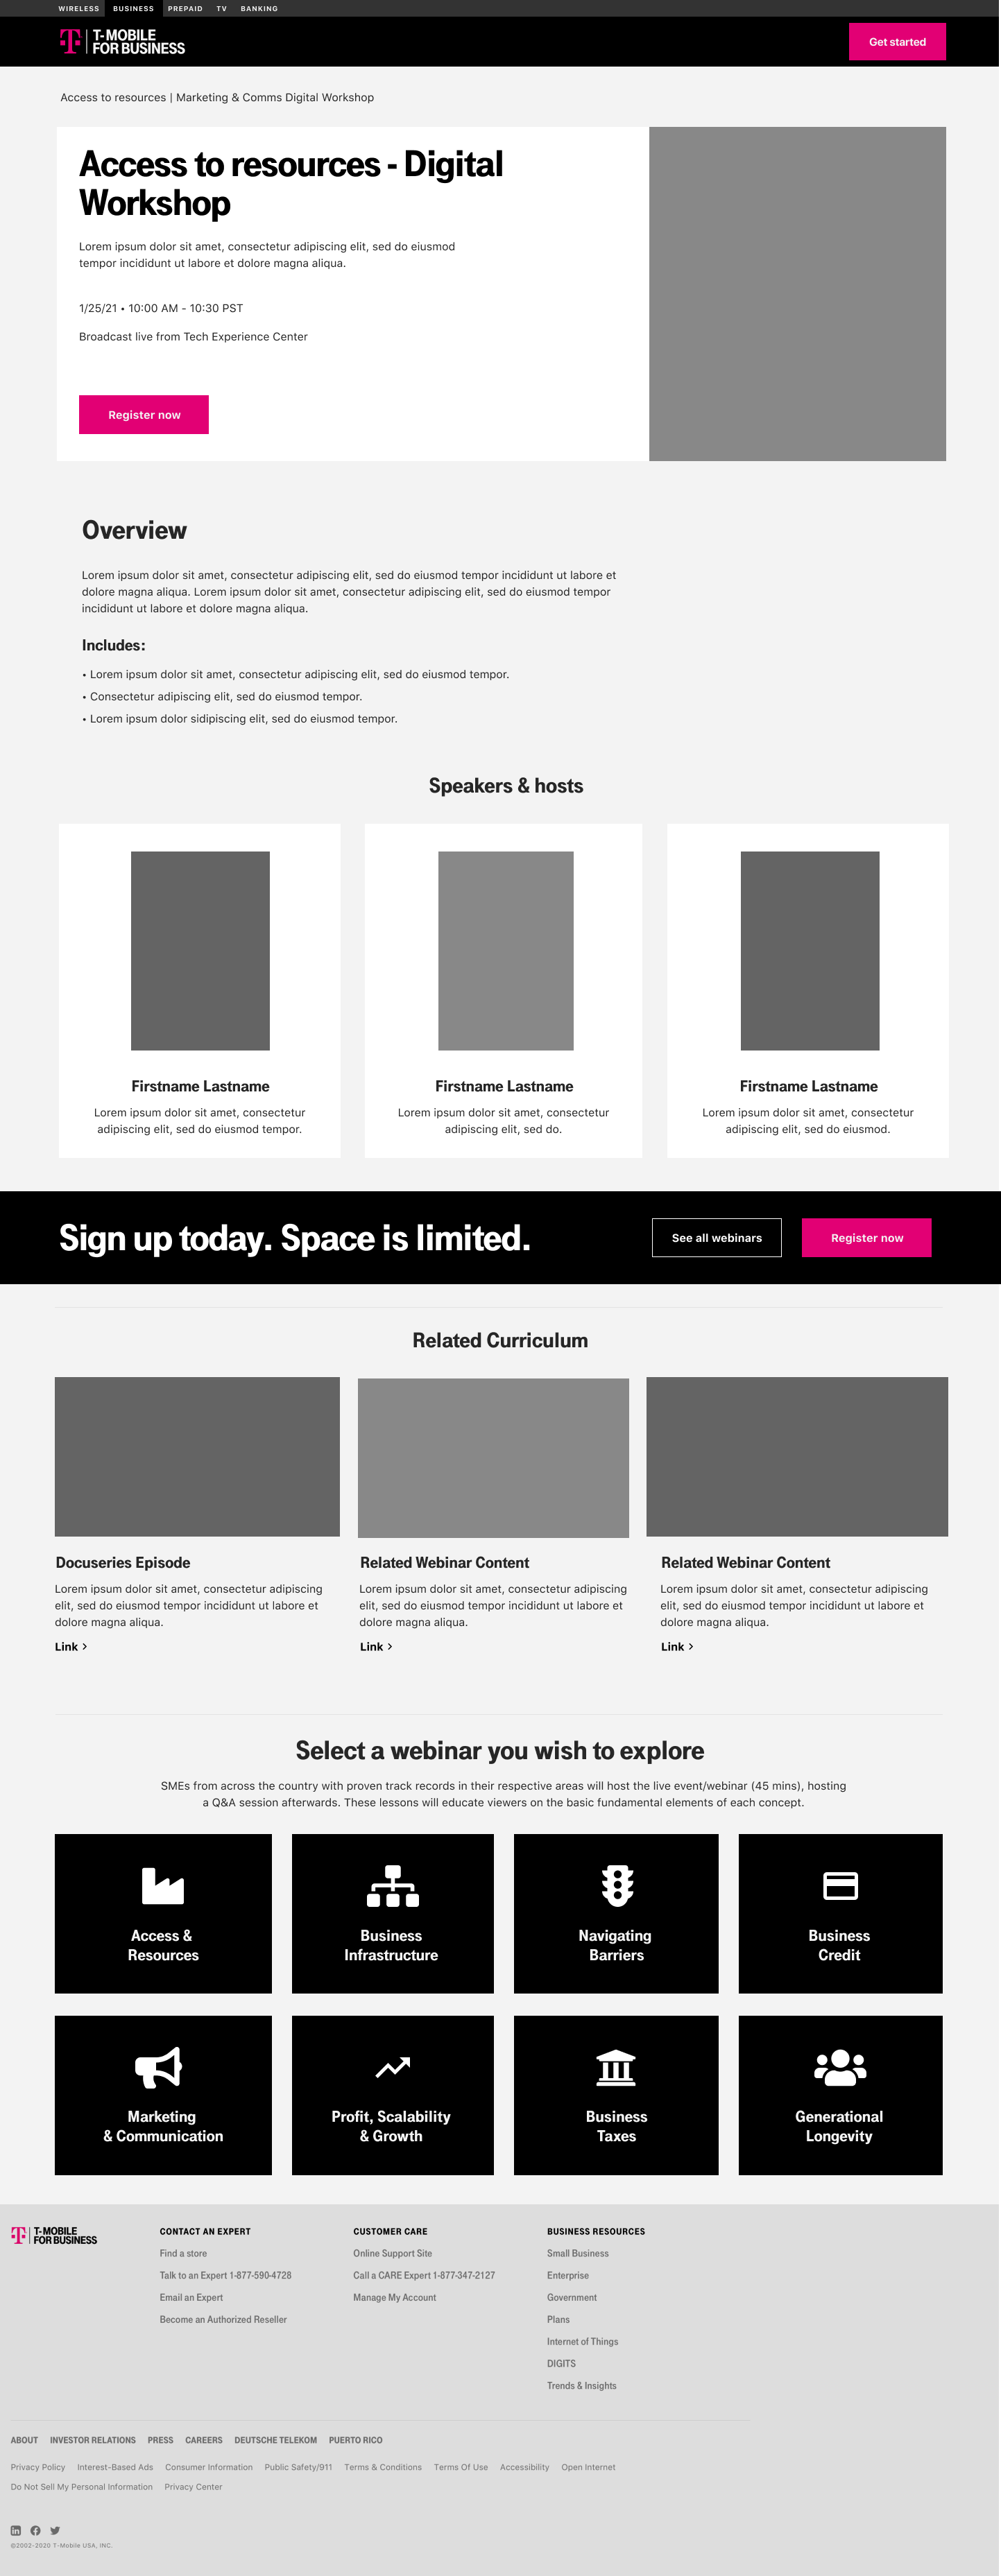 WIRELESS BUSINESS PREPAID TV BANKING
T-MOBILE
FOR BUSINESS
Get started
Access to resources | Marketing & Comms Digital Workshop
Access to resources - Digital
Workshop
Lorem ipsum dolor sit amet, consectetur adipiscing elit, sed do eiusmod
tempor incididunt ut labore et dolore magna aliqua.
1/25/21 • 10:00 AM - 10:30 PST
Broadcast live from Tech Experience Center
Register now
Overview
Lorem ipsum dolor sit amet, consectetur adipiscing elit, sed do eiusmod tempor incididunt ut labore et
dolore magna aliqua. Lorem ipsum dolor sit amet, consectetur adipiscing elit, sed do eiusmod tempor
incididunt ut labore et dolore magna aliqua.
Includes:
• Lorem ipsum dolor sit amet, consectetur adipiscing elit, sed do eiusmod tempor.
• Consectetur adipiscing elit, sed do eiusmod tempor.
• Lorem ipsum dolor sidipiscing elit, sed do eiusmod tempor.
Speakers & hosts
Firstname Lastname
Lorem ipsum dolor sit amet, consectetur
adipiscing elit, sed do eiusmod tempor.
Firstname Lastname
Lorem ipsum dolor sit amet, consectetur
adipiscing elit, sed do.
Firstname Lastname
Lorem ipsum dolor sit amet, consectetur
adipiscing elit, sed do eiusmod.
Sign up today. Space is limited.
See all webinars
Register now
Related Curriculum
Docuseries Episode
Lorem ipsum dolor sit amet, consectetur adipiscing
elit, sed do eiusmod tempor incididunt ut labore et
dolore magna aliqua.
Link >
Related Webinar Content
Lorem ipsum dolor sit amet, consectetur adipiscing
elit, sed do eiusmod tempor incididunt ut labore et
dolore magna aliqua.
Link >
Related Webinar Content
Lorem ipsum dolor sit amet, consectetur adipiscing
elit, sed do eiusmod tempor incididunt ut labore et
dolore magna aliqua.
Link >
Select a webinar you wish to explore
SMEs from across the country with proven track records in their respective areas will host the live event/webinar (45 mins), hosting
a Q&A session afterwards. These lessons will educate viewers on the basic fundamental elements of each concept.
Access &
Resources
Business
Infrastructure
Navigating
Barriers
Business
Credit
Marketing
& Communication
Profit, Scalability
& Growth
Business
Taxes
Generational
Longevity
T-MOBILE
FOR BUSINESS
CONTACT AN EXPERT
Find a store
Talk to an Expert 1-877-590-4728
Email an Expert
Become an Authorized Reseller
CUSTOMER CARE
Online Support Site
Call a CARE Expert 1-877-347-2127
Manage My Account
BUSINESS RESOURCES
Small Business
Enterprise
Government
Plans
Internet of Things
DIGITS
Trends & Insights
ABOUT INVESTOR RELATIONS PRESS CAREERS DEUTSCHE TELEKOM PUERTO RICO
Privacy Policy Interest-Based Ads Consumer Information Public Safety/911 Terms & Conditions Terms Of Use Accessibility Open Internet
Do Not Sell My Personal Information Privacy Center
©2002-2020 T-Mobile USA, INC.